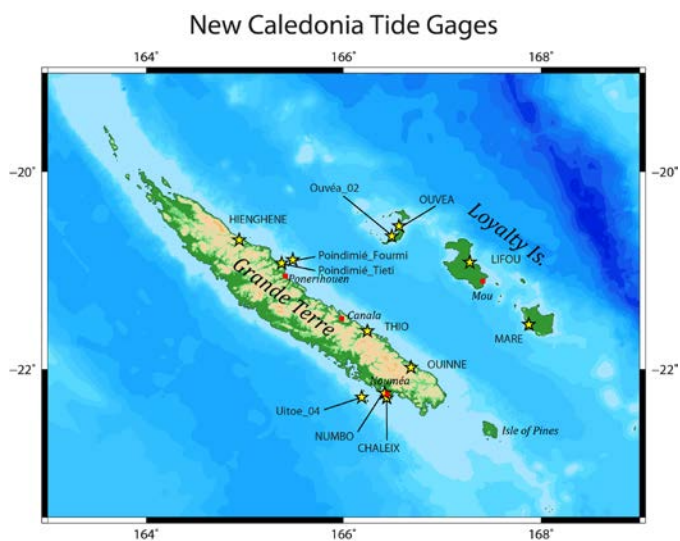 New Caledonia Tide Gages
164° 166° 168°
−20° −20°
Ouvéa_02
OUVEA
HIENGHENE
Loyalty Is.
LIFOU
Poindimié_Fourmi
Poindimié_Tieti
Ponerihouen
Mou
Grande Terre
Canala
THIO
MARE
−22° −22°
OUINNE
Nouméa
Uitoe_04
Isle of Pines
NUMBO
CHALEIX
164° 166° 168°